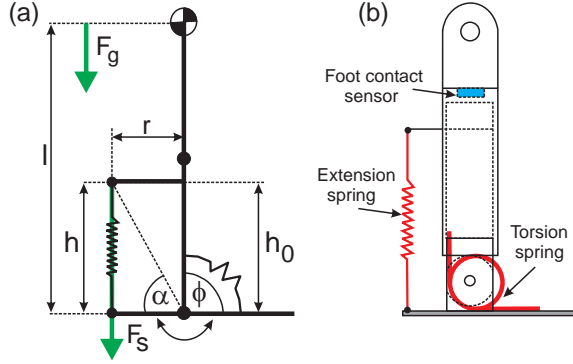 (a)
F_g
r
l
h
h_0
α
ϕ
F_s
(b)
Foot contact
sensor
Extension
spring
Torsion
spring